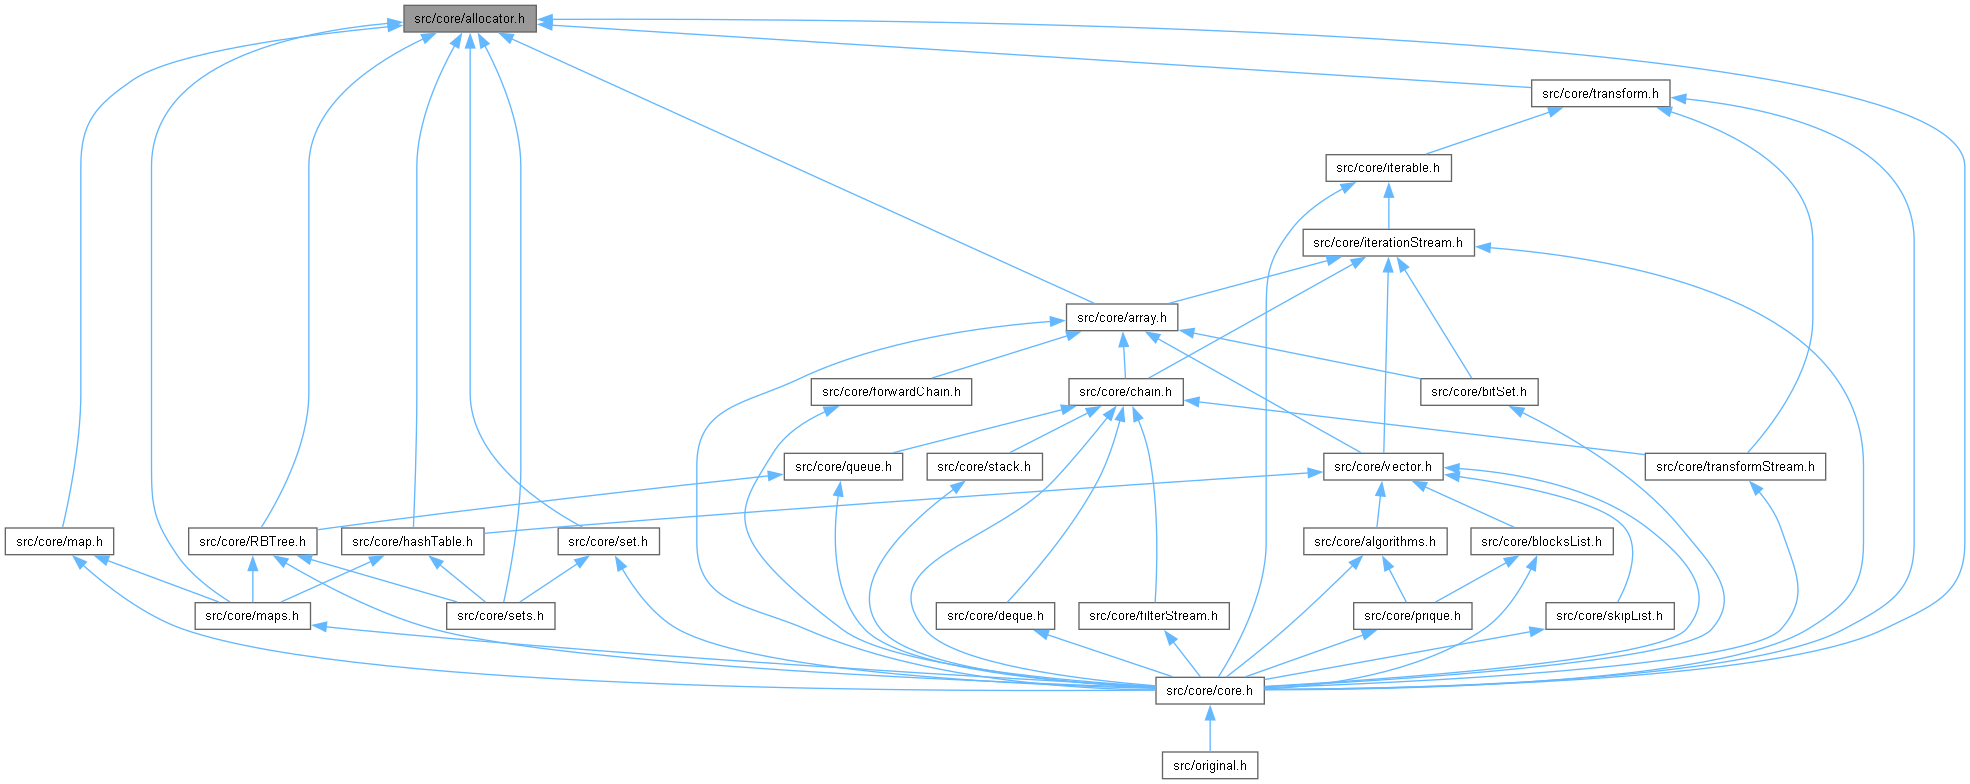 src/core/allocator.h
src/core/transform.h
src/core/iterable.h
src/core/iterationStream.h
src/core/array.h
src/core/forwardChain.h
src/core/chain.h
src/core/bitSet.h
src/core/queue.h
src/core/stack.h
src/core/vector.h
src/core/transformStream.h
src/core/map.h
src/core/RBTree.h
src/core/hashTable.h
src/core/set.h
src/core/algorithms.h
src/core/blocksList.h
src/core/maps.h
src/core/sets.h
src/core/deque.h
src/core/filterStream.h
src/core/prique.h
src/core/skipList.h
src/core/core.h
src/original.h